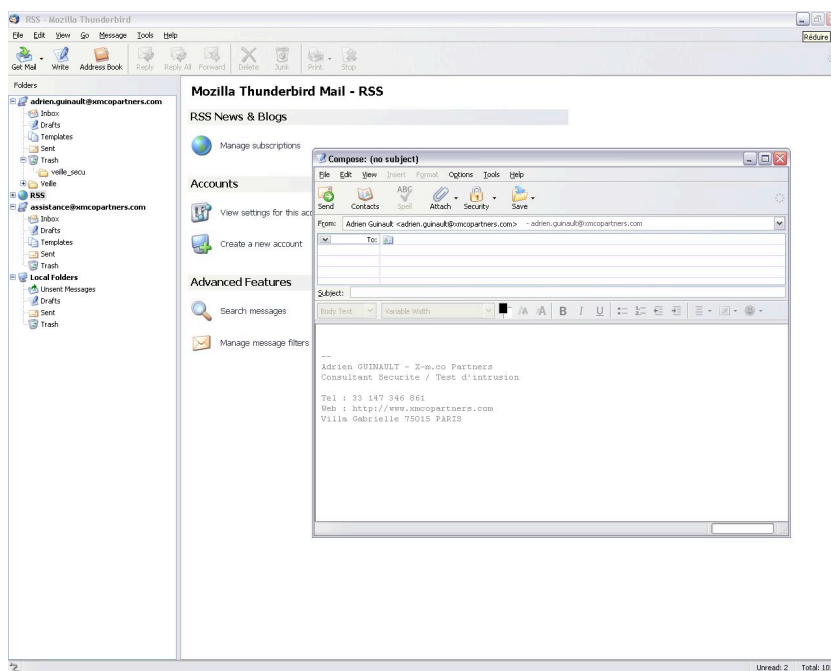 RSS - Mozilla Thunderbird
File Edit View Go Message Tools Help
Réduire
Get Mail Write Address Book Reply Reply All Forward Delete Junk Print Stop
Folders
adrien.guinault@xmcopartners.com
Inbox
Drafts
Templates
Sent
Trash
veille_secu
Veille
RSS
assistance@xmcopartners.com
Inbox
Drafts
Templates
Sent
Trash
Local Folders
Unsent Messages
Drafts
Sent
Trash
Mozilla Thunderbird Mail - RSS
RSS News & Blogs
Manage subscriptions
Accounts
View settings for this acc
Create a new account
Advanced Features
Search messages
Manage message filters
Compose: (no subject)
File Edit View Insert Format Options Tools Help
Send Contacts Spell Attach Security Save
From: Adrien Guinault <adrien.guinault@xmcopartners.com> - adrien.guinault@xmcopartners.com
To:
Subject:
Body Text Variable Width
--
Adrien GUINAULT - X-m.co Partners
Consultant Securite / Test d'intrusion
Tel : 33 147 346 861
Web : http://www.xmcopartners.com
Villa Gabrielle 75015 PARIS
Unread: 2 Total: 10